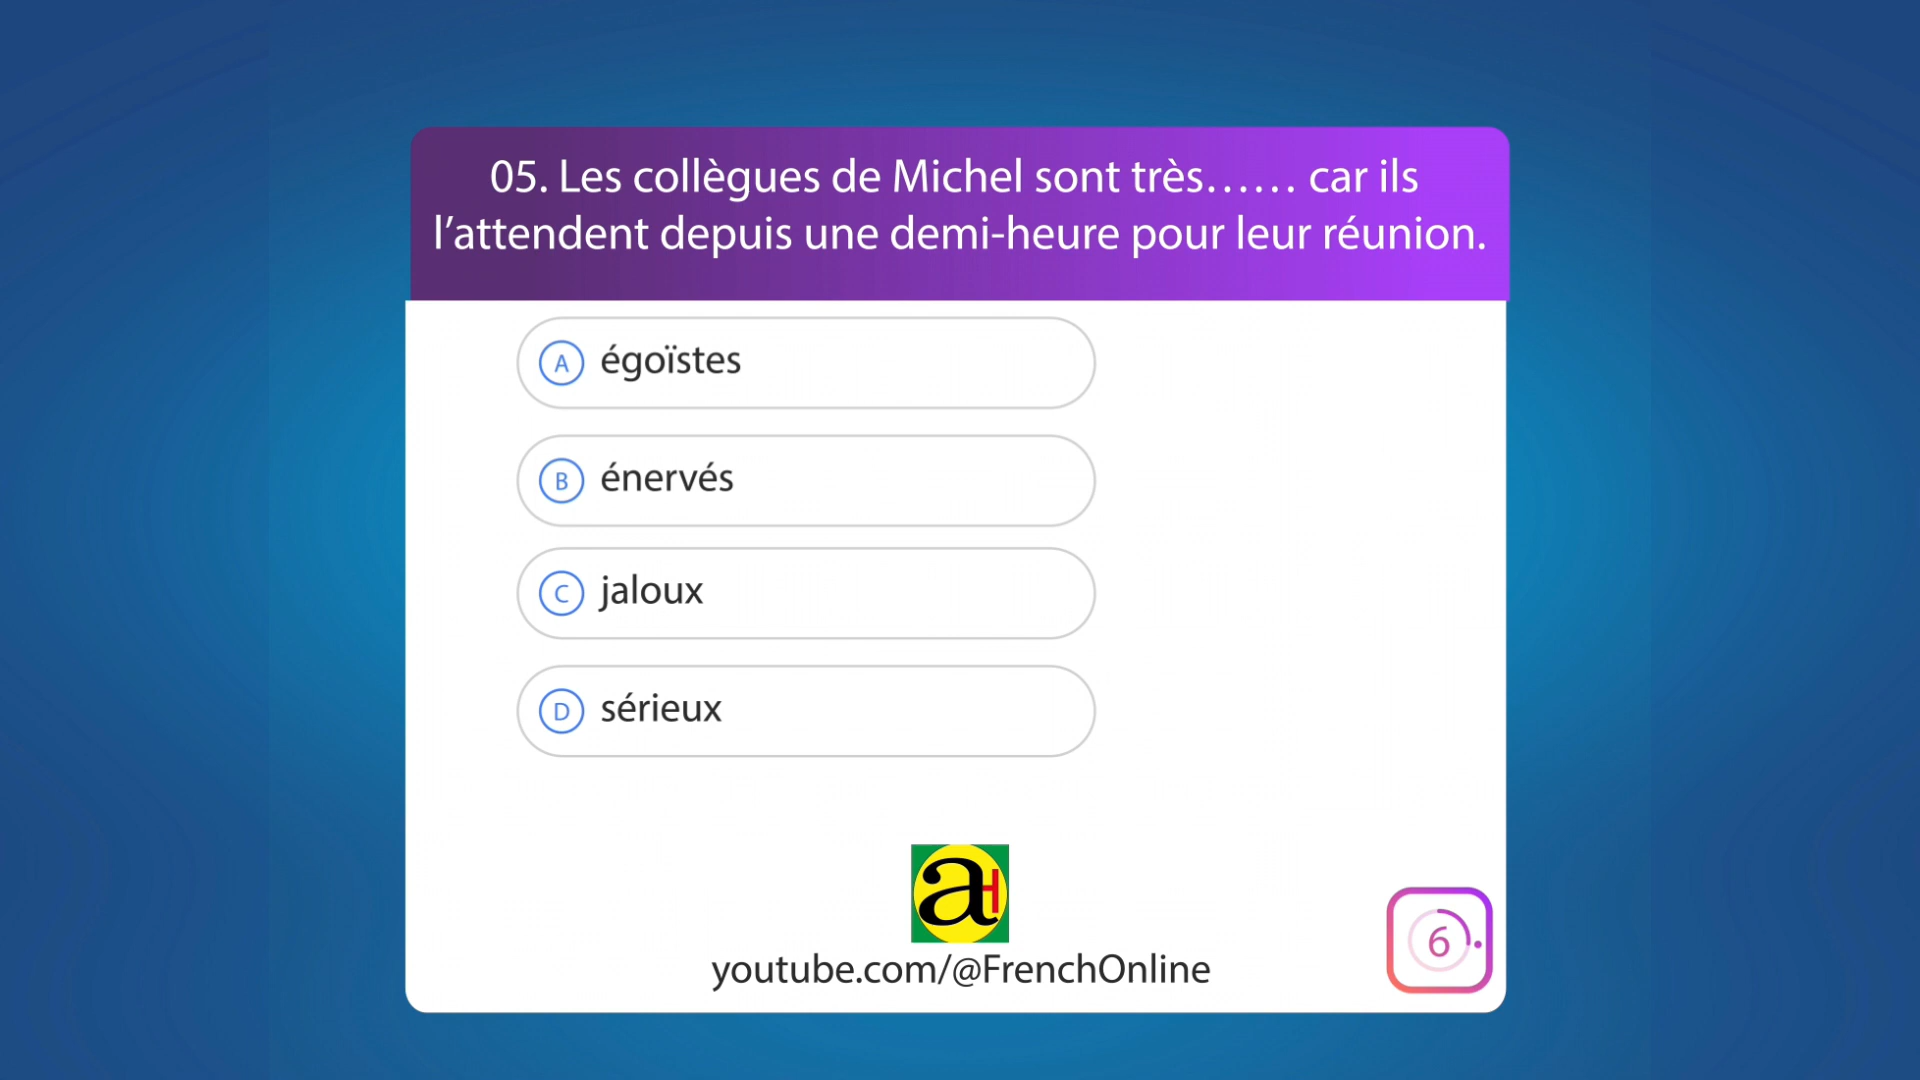 05. Les collègues de Michel sont très…… car ils
l’attendent depuis une demi-heure pour leur réunion.
A égoïstes
B énervés
C jaloux
D sérieux
aH
youtube.com/@FrenchOnline
6